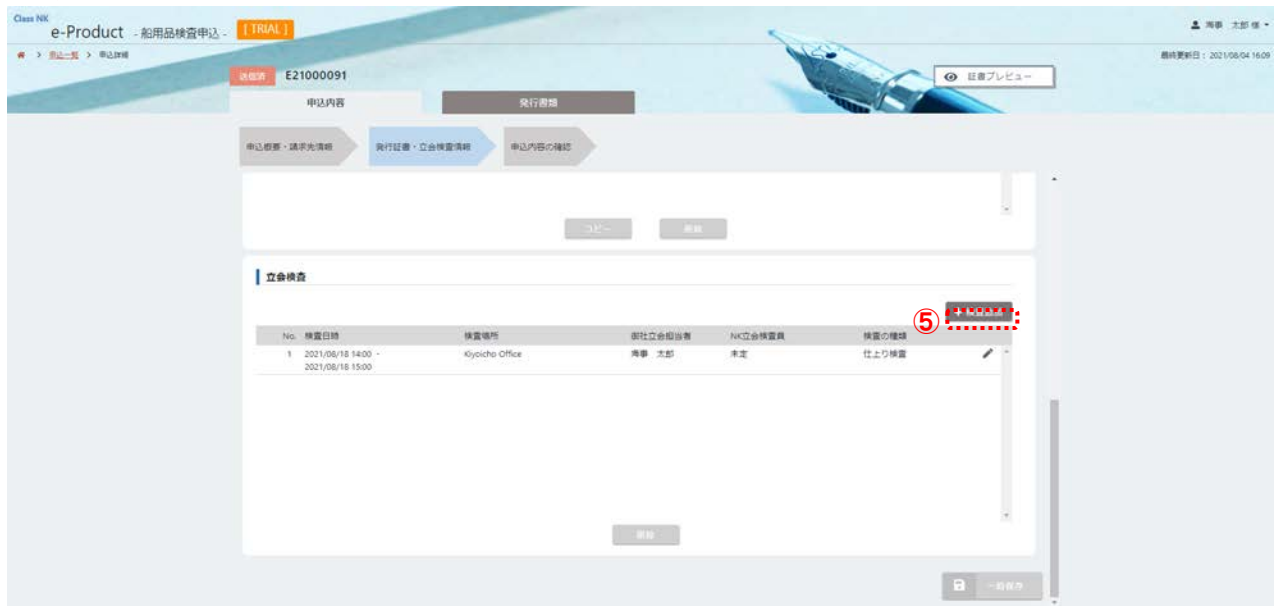 Class NK
e-Product - 船用品検査申込 -
[ TRIAL ]
海事 太郎 様
> 申込一覧 > 申込詳細
最終更新日: 2021/08/04 16:09
送信済 E21000091
証書プレビュー
申込内容 発行書類
申込概要・請求先情報 発行証書・立会検査情報 申込内容の確認
コピー 削除
立会検査
⑤ + 検査追加
No. 検査日時 検査場所 御社立会担当者 NK立会検査員 検査の種類
1 2021/08/18 14:00 - Kiyoicho Office 海事 太郎 未定 仕上り検査
2021/08/18 15:00
削除
一時保存